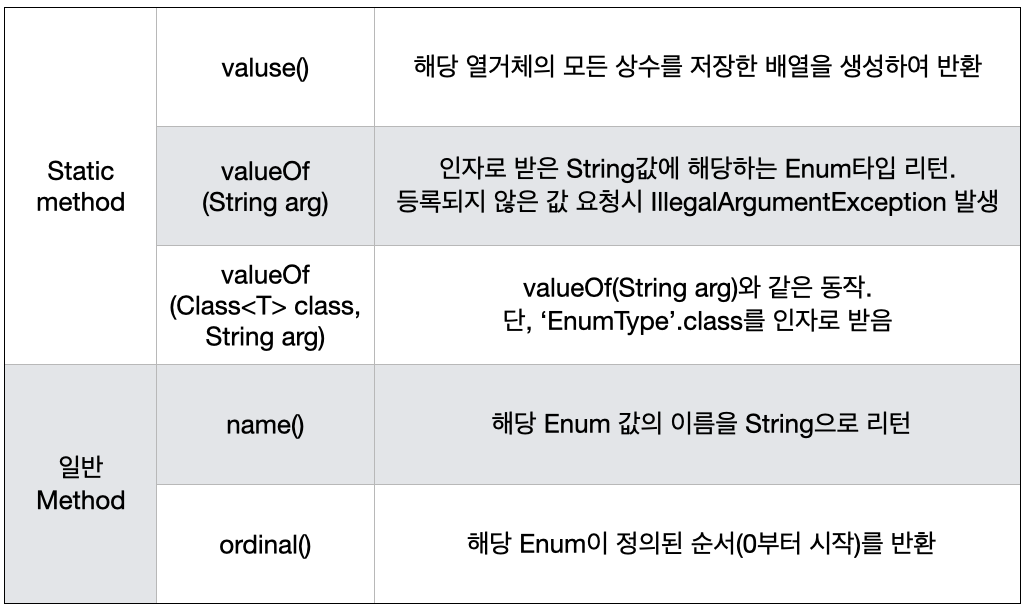 Static
method
valuse()
해당 열거체의 모든 상수를 저장한 배열을 생성하여 반환
valueOf
(String arg)
인자로 받은 String값에 해당하는 Enum타입 리턴.
등록되지 않은 값 요청시 IllegalArgumentException 발생
valueOf
(Class<T> class,
String arg)
valueOf(String arg)와 같은 동작.
단, ‘EnumType’.class를 인자로 받음
일반
Method
name()
해당 Enum 값의 이름을 String으로 리턴
ordinal()
해당 Enum이 정의된 순서(0부터 시작)를 반환